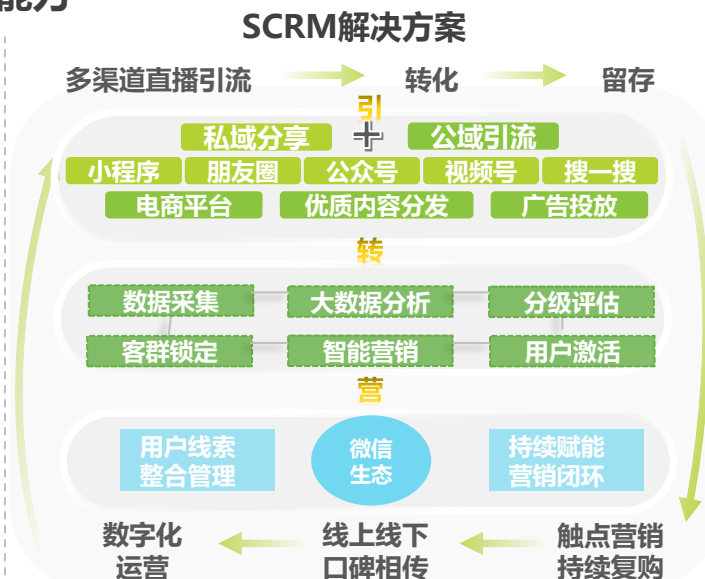 能力
SCRM解决方案
多渠道直播引流 转化 留存
引
私域分享 + 公域引流
小程序 朋友圈 公众号 视频号 搜一搜
电商平台 优质内容分发 广告投放
转
数据采集 大数据分析 分级评估
客群锁定 智能营销 用户激活
营
用户线索 微信 持续赋能
整合管理 生态 营销闭环
数字化 线上线下 触点营销
运营 口碑相传 持续复购